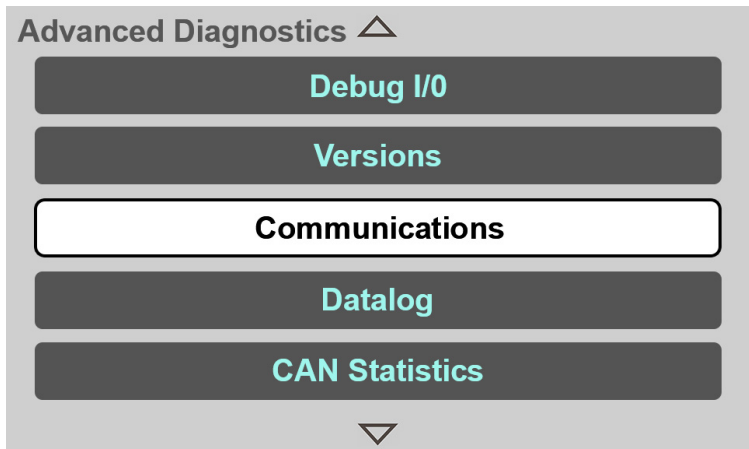 Advanced Diagnostics
Debug I/0
Versions
Communications
Datalog
CAN Statistics